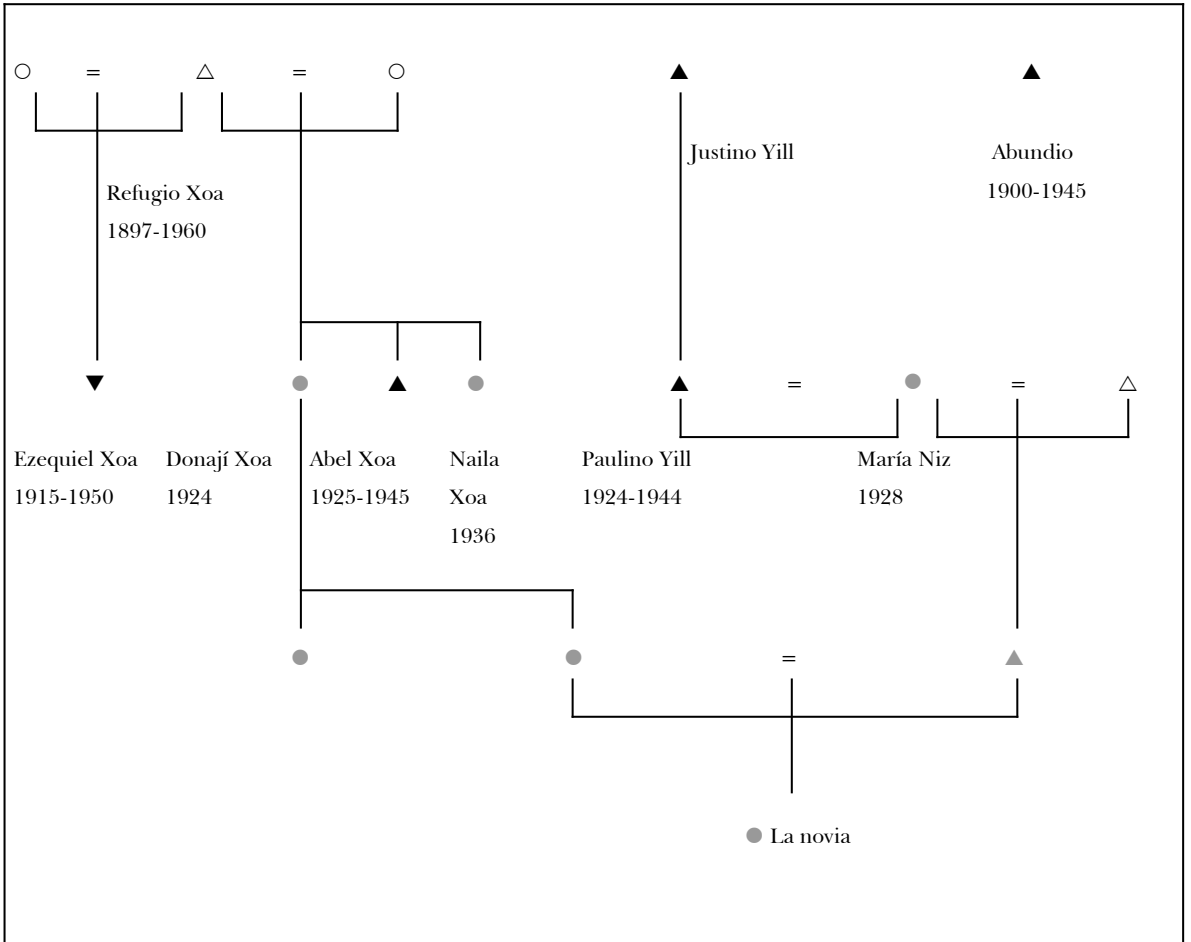 = =
Justino Yill
Abundio
1900-1945
Refugio Xoa
1897-1960
= =
Ezequiel Xoa
1915-1950
Donají Xoa
1924
Abel Xoa
1925-1945
Naila
Xoa
1936
Paulino Yill
1924-1944
María Niz
1928
=
La novia